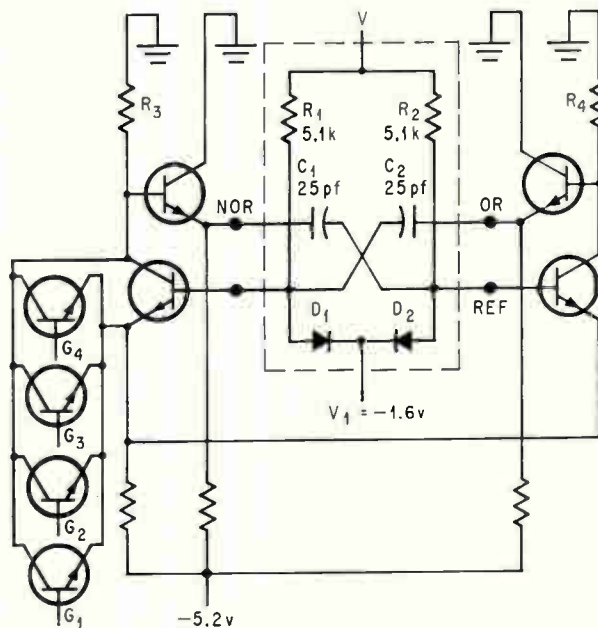 V
R3
R1
5.1k
R2
5.1k
R4
C1
25pf
C2
25pf
NOR
OR
D1
D2
REF
G4
G3
G2
G1
V1 = -1.6v
-5.2v